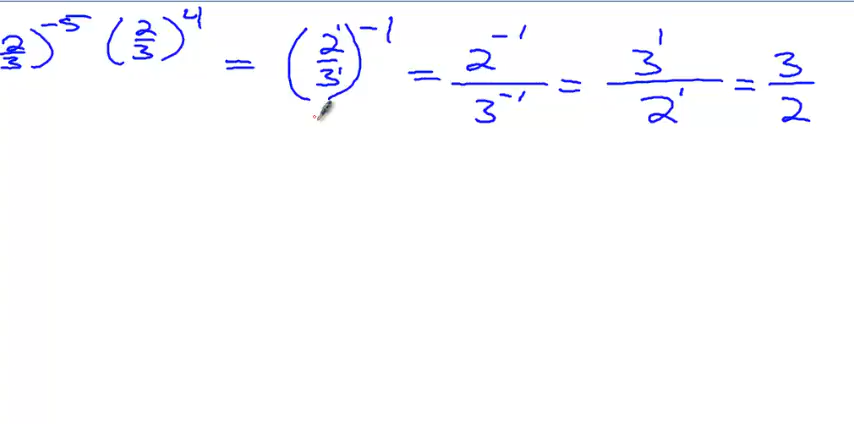 (2/3)^-5 (2/3)^4 = (2^1/3^1)^-1 = 2^-1/3^-1 = 3^1/2^1 = 3/2